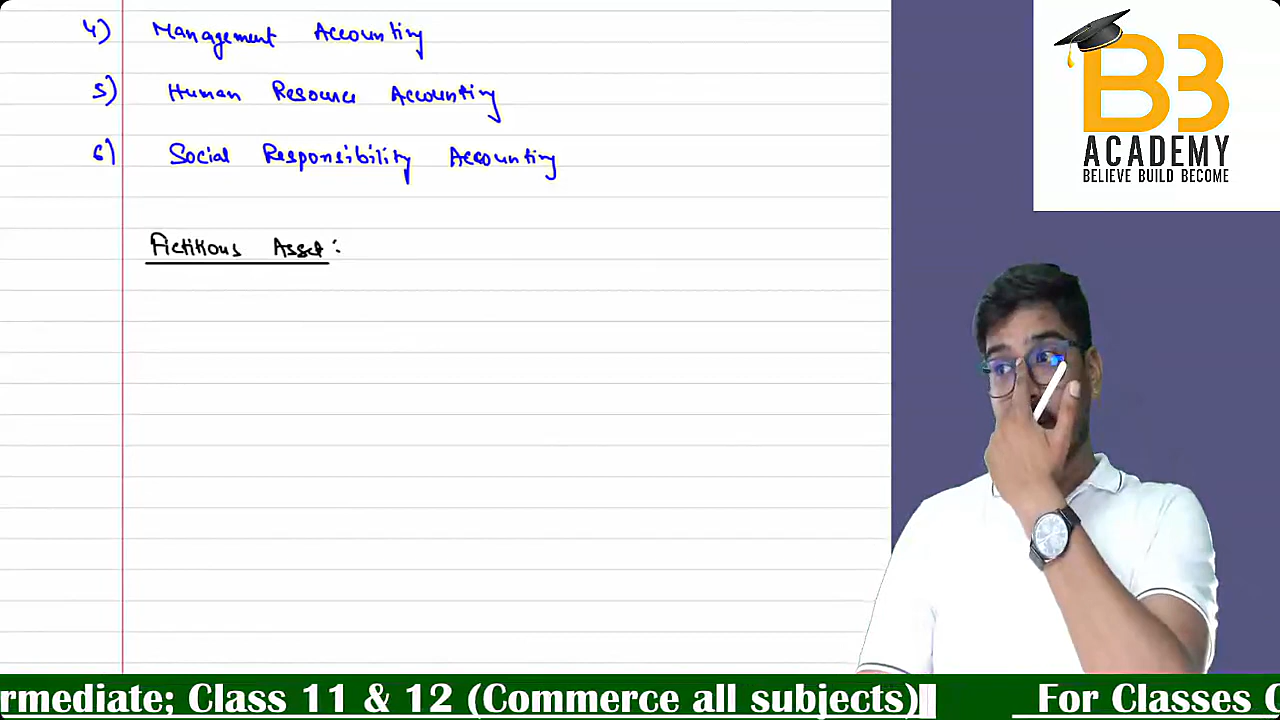 4) Management Accounting
5) Human Resource Accounting
6) Social Responsibility Accounting
Fictitious Asset :
B3
ACADEMY
BELIEVE BUILD BECOME
rmediate; Class 11 & 12 (Commerce all subjects) For Classes C